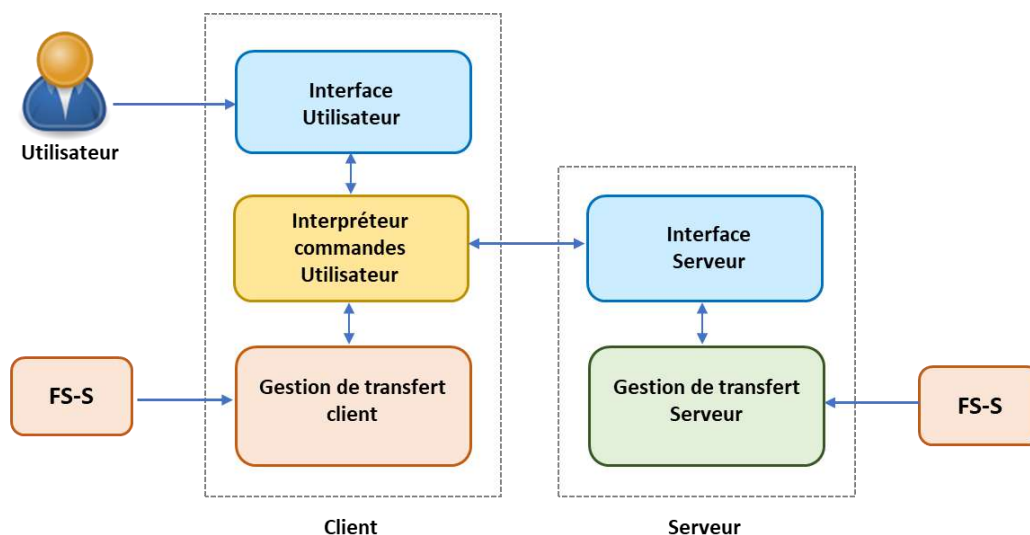 Interface
Utilisateur
Utilisateur
Interpréteur
commandes
Utilisateur
Interface
Serveur
FS-S
Gestion de transfert
client
Gestion de transfert
Serveur
FS-S
Client
Serveur